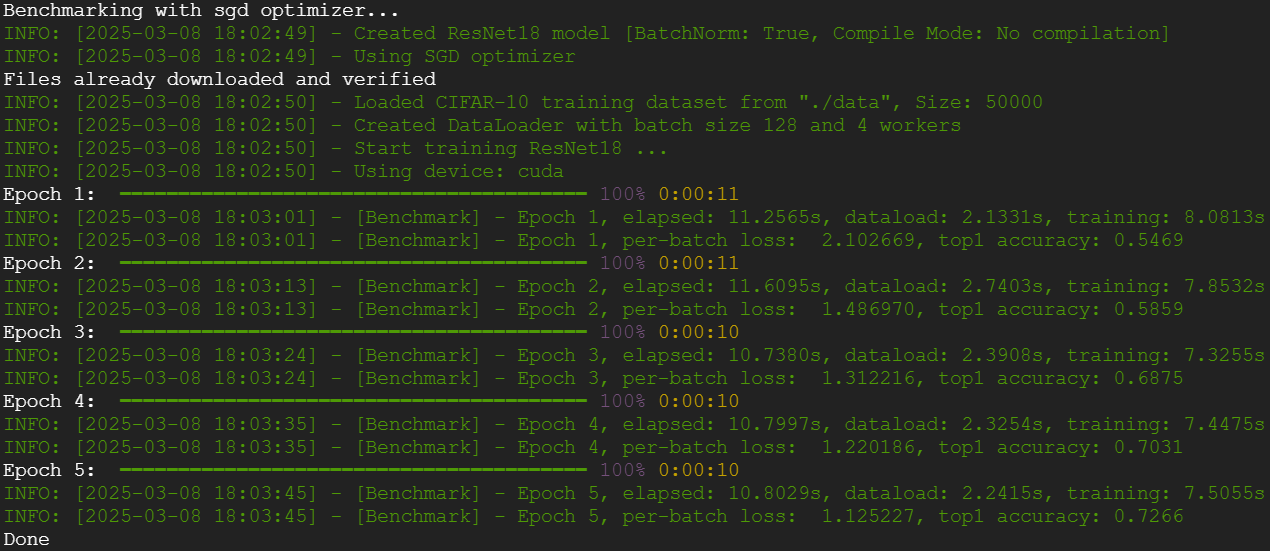 Benchmarking with sgd optimizer...
INFO: [2025-03-08 18:02:49] - Created ResNet18 model [BatchNorm: True, Compile Mode: No compilation]
INFO: [2025-03-08 18:02:49] - Using SGD optimizer
Files already downloaded and verified
INFO: [2025-03-08 18:02:50] - Loaded CIFAR-10 training dataset from "./data", Size: 50000
INFO: [2025-03-08 18:02:50] - Created DataLoader with batch size 128 and 4 workers
INFO: [2025-03-08 18:02:50] - Start training ResNet18 ...
INFO: [2025-03-08 18:02:50] - Using device: cuda
Epoch 1: 100% 0:00:11
INFO: [2025-03-08 18:03:01] - [Benchmark] - Epoch 1, elapsed: 11.2565s, dataload: 2.1331s, training: 8.0813s
INFO: [2025-03-08 18:03:01] - [Benchmark] - Epoch 1, per-batch loss:  2.102669, top1 accuracy: 0.5469
Epoch 2: 100% 0:00:11
INFO: [2025-03-08 18:03:13] - [Benchmark] - Epoch 2, elapsed: 11.6095s, dataload: 2.7403s, training: 7.8532s
INFO: [2025-03-08 18:03:13] - [Benchmark] - Epoch 2, per-batch loss:  1.486970, top1 accuracy: 0.5859
Epoch 3: 100% 0:00:10
INFO: [2025-03-08 18:03:24] - [Benchmark] - Epoch 3, elapsed: 10.7380s, dataload: 2.3908s, training: 7.3255s
INFO: [2025-03-08 18:03:24] - [Benchmark] - Epoch 3, per-batch loss:  1.312216, top1 accuracy: 0.6875
Epoch 4: 100% 0:00:10
INFO: [2025-03-08 18:03:35] - [Benchmark] - Epoch 4, elapsed: 10.7997s, dataload: 2.3254s, training: 7.4475s
INFO: [2025-03-08 18:03:35] - [Benchmark] - Epoch 4, per-batch loss:  1.220186, top1 accuracy: 0.7031
Epoch 5: 100% 0:00:10
INFO: [2025-03-08 18:03:45] - [Benchmark] - Epoch 5, elapsed: 10.8029s, dataload: 2.2415s, training: 7.5055s
INFO: [2025-03-08 18:03:45] - [Benchmark] - Epoch 5, per-batch loss:  1.125227, top1 accuracy: 0.7266
Done